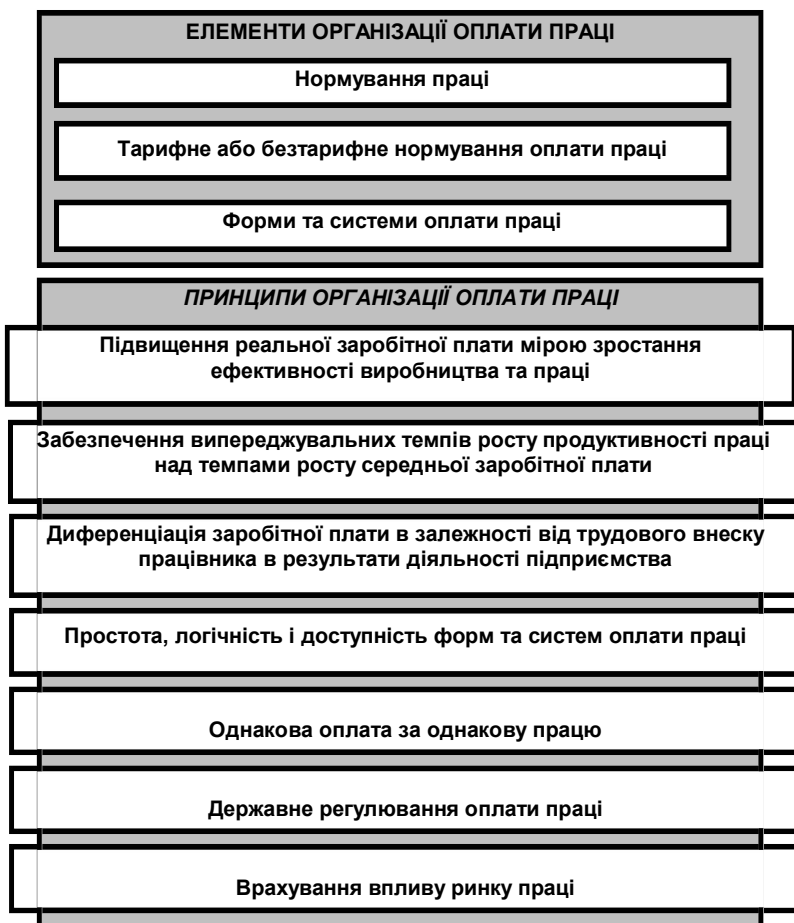 ЕЛЕМЕНТИ ОРГАНІЗАЦІЇ ОПЛАТИ ПРАЦІ
Нормування праці
Тарифне або безтарифне нормування оплати праці
Форми та системи оплати праці
ПРИНЦИПИ ОРГАНІЗАЦІЇ ОПЛАТИ ПРАЦІ
Підвищення реальної заробітної плати мірою зростання
ефективності виробництва та праці
Забезпечення випереджувальних темпів росту продуктивності праці
над темпами росту середньої заробітної плати
Диференціація заробітної плати в залежності від трудового внеску
працівника в результати діяльності підприємства
Простота, логічність і доступність форм та систем оплати праці
Однакова оплата за однакову працю
Державне регулювання оплати праці
Врахування впливу ринку праці